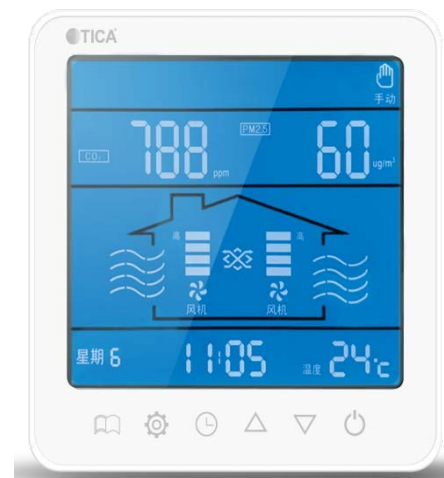 TICA
手动
CO₂ 788 ppm PM2.5 60 ug/m³
高 高
风机 风机
星期 6 11:05 温度 24℃